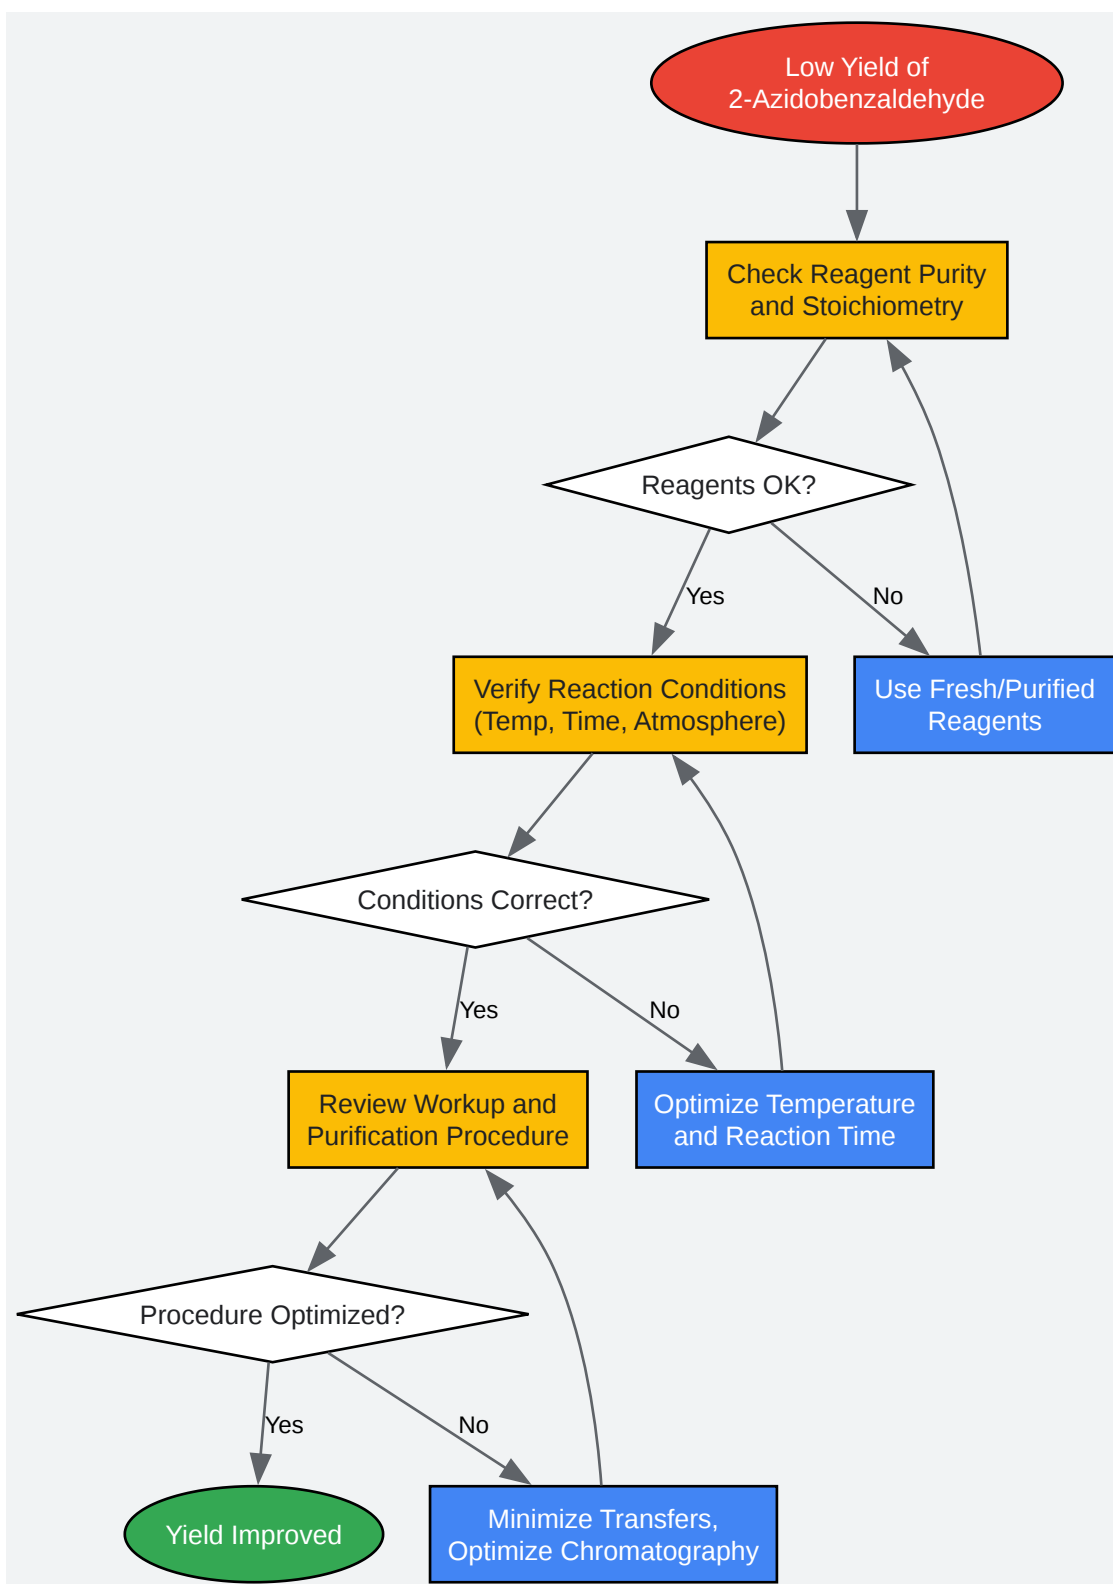 Low Yield of
2-Azidobenzaldehyde
Check Reagent Purity
and Stoichiometry
Reagents OK?
Yes
No
Verify Reaction Conditions
(Temp, Time, Atmosphere)
Use Fresh/Purified
Reagents
Conditions Correct?
Yes
No
Review Workup and
Purification Procedure
Optimize Temperature
and Reaction Time
Procedure Optimized?
Yes
No
Yield Improved
Minimize Transfers,
Optimize Chromatography